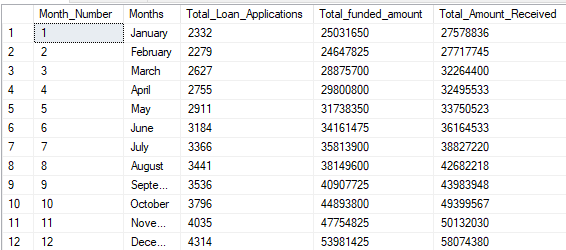 Month_Number Months Total_Loan_Applications Total_funded_amount Total_Amount_Received
1 1 January 2332 25031650 27578836
2 2 February 2279 24647825 27717745
3 3 March 2627 28875700 32264400
4 4 April 2755 29800800 32495533
5 5 May 2911 31738350 33750523
6 6 June 3184 34161475 36164533
7 7 July 3366 35813900 38827220
8 8 August 3441 38149600 42682218
9 9 Septe... 3536 40907725 43983948
10 10 October 3796 44893800 49399567
11 11 Nove... 4035 47754825 50132030
12 12 Dece... 4314 53981425 58074380